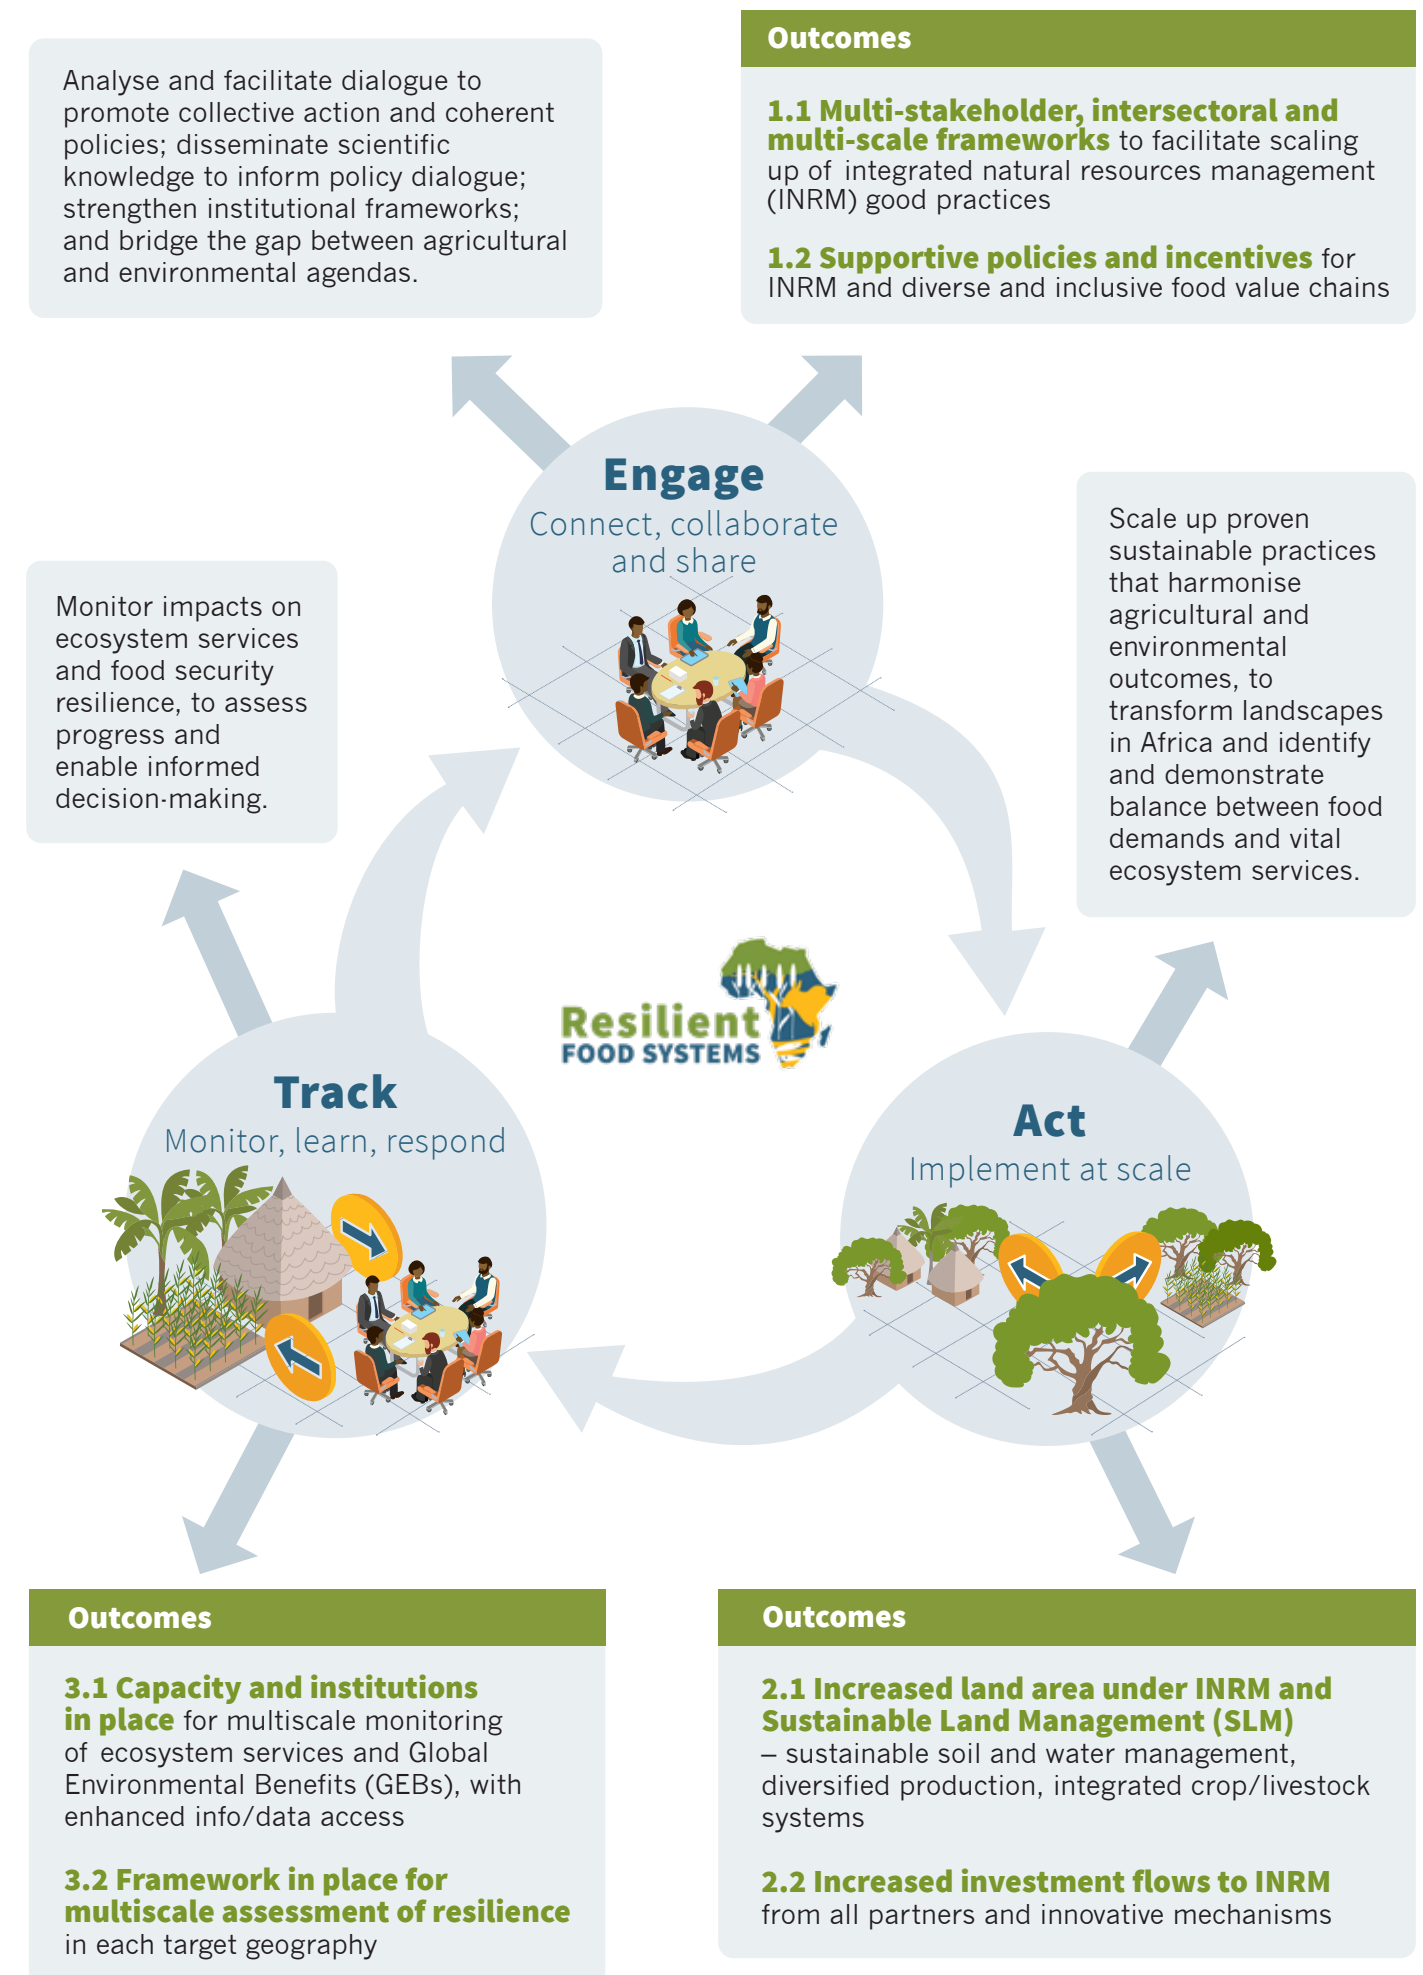 Analyse and facilitate dialogue to
promote collective action and coherent
policies; disseminate scientific
knowledge to inform policy dialogue;
strengthen institutional frameworks;
and bridge the gap between agricultural
and environmental agendas.
Outcomes
1.1 Multi-stakeholder, intersectoral and
multi-scale frameworks to facilitate scaling
up of integrated natural resources management
(INRM) good practices
1.2 Supportive policies and incentives for
INRM and diverse and inclusive food value chains
Engage
Connect, collaborate
and share
Scale up proven
sustainable practices
that harmonise
agricultural and
environmental
outcomes, to
transform landscapes
in Africa and identify
and demonstrate
balance between food
demands and vital
ecosystem services.
Monitor impacts on
ecosystem services
and food security
resilience, to assess
progress and
enable informed
decision-making.
Resilient
FOOD SYSTEMS
Track
Monitor, learn, respond
Act
Implement at scale
Outcomes
3.1 Capacity and institutions
in place for multiscale monitoring
of ecosystem services and Global
Environmental Benefits (GEBs), with
enhanced info/data access
3.2 Framework in place for
multiscale assessment of resilience
in each target geography
Outcomes
2.1 Increased land area under INRM and
Sustainable Land Management (SLM)
– sustainable soil and water management,
diversified production, integrated crop/livestock
systems
2.2 Increased investment flows to INRM
from all partners and innovative mechanisms